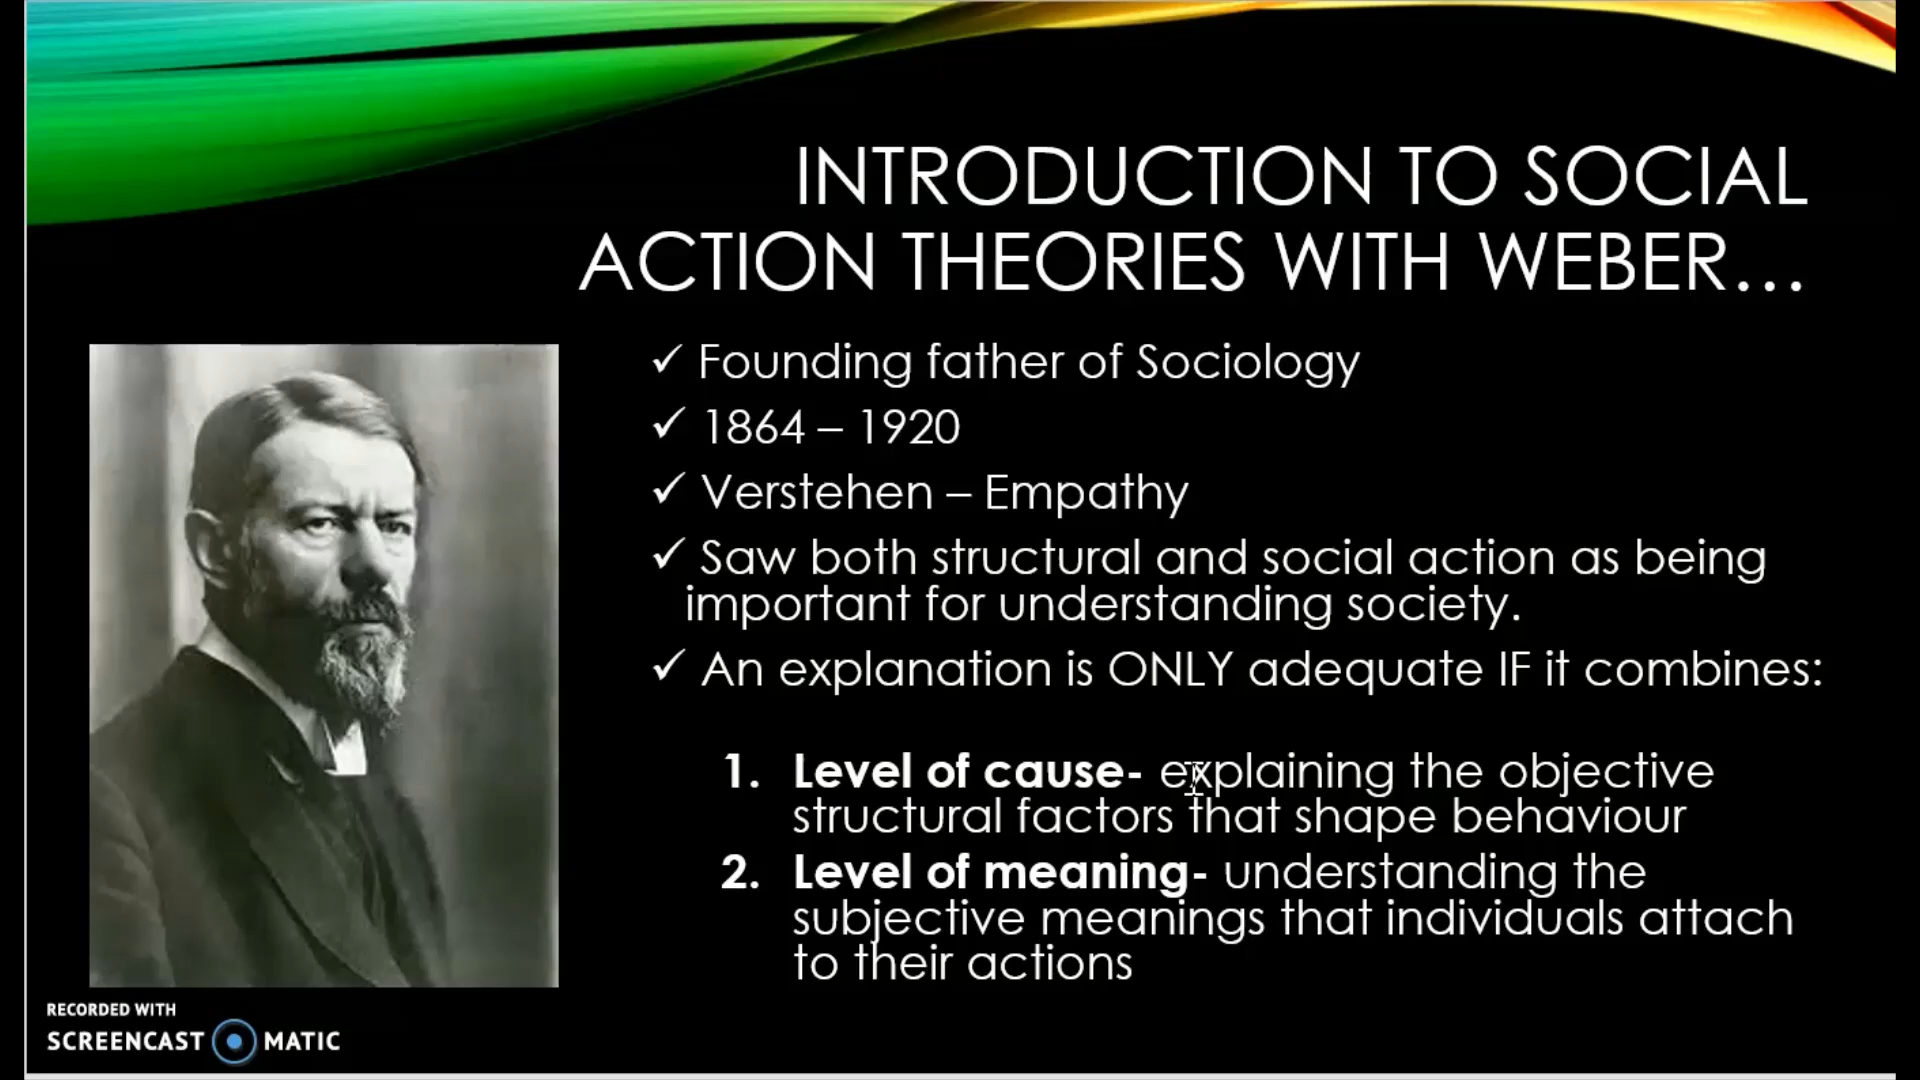 INTRODUCTION TO SOCIAL
ACTION THEORIES WITH WEBER...
✓ Founding father of Sociology
✓ 1864 – 1920
✓ Verstehen – Empathy
✓ Saw both structural and social action as being
important for understanding society.
✓ An explanation is ONLY adequate IF it combines:
1. Level of cause- explaining the objective
structural factors that shape behaviour
2. Level of meaning- understanding the
subjective meanings that individuals attach
to their actions
RECORDED WITH
SCREENCAST MATIC